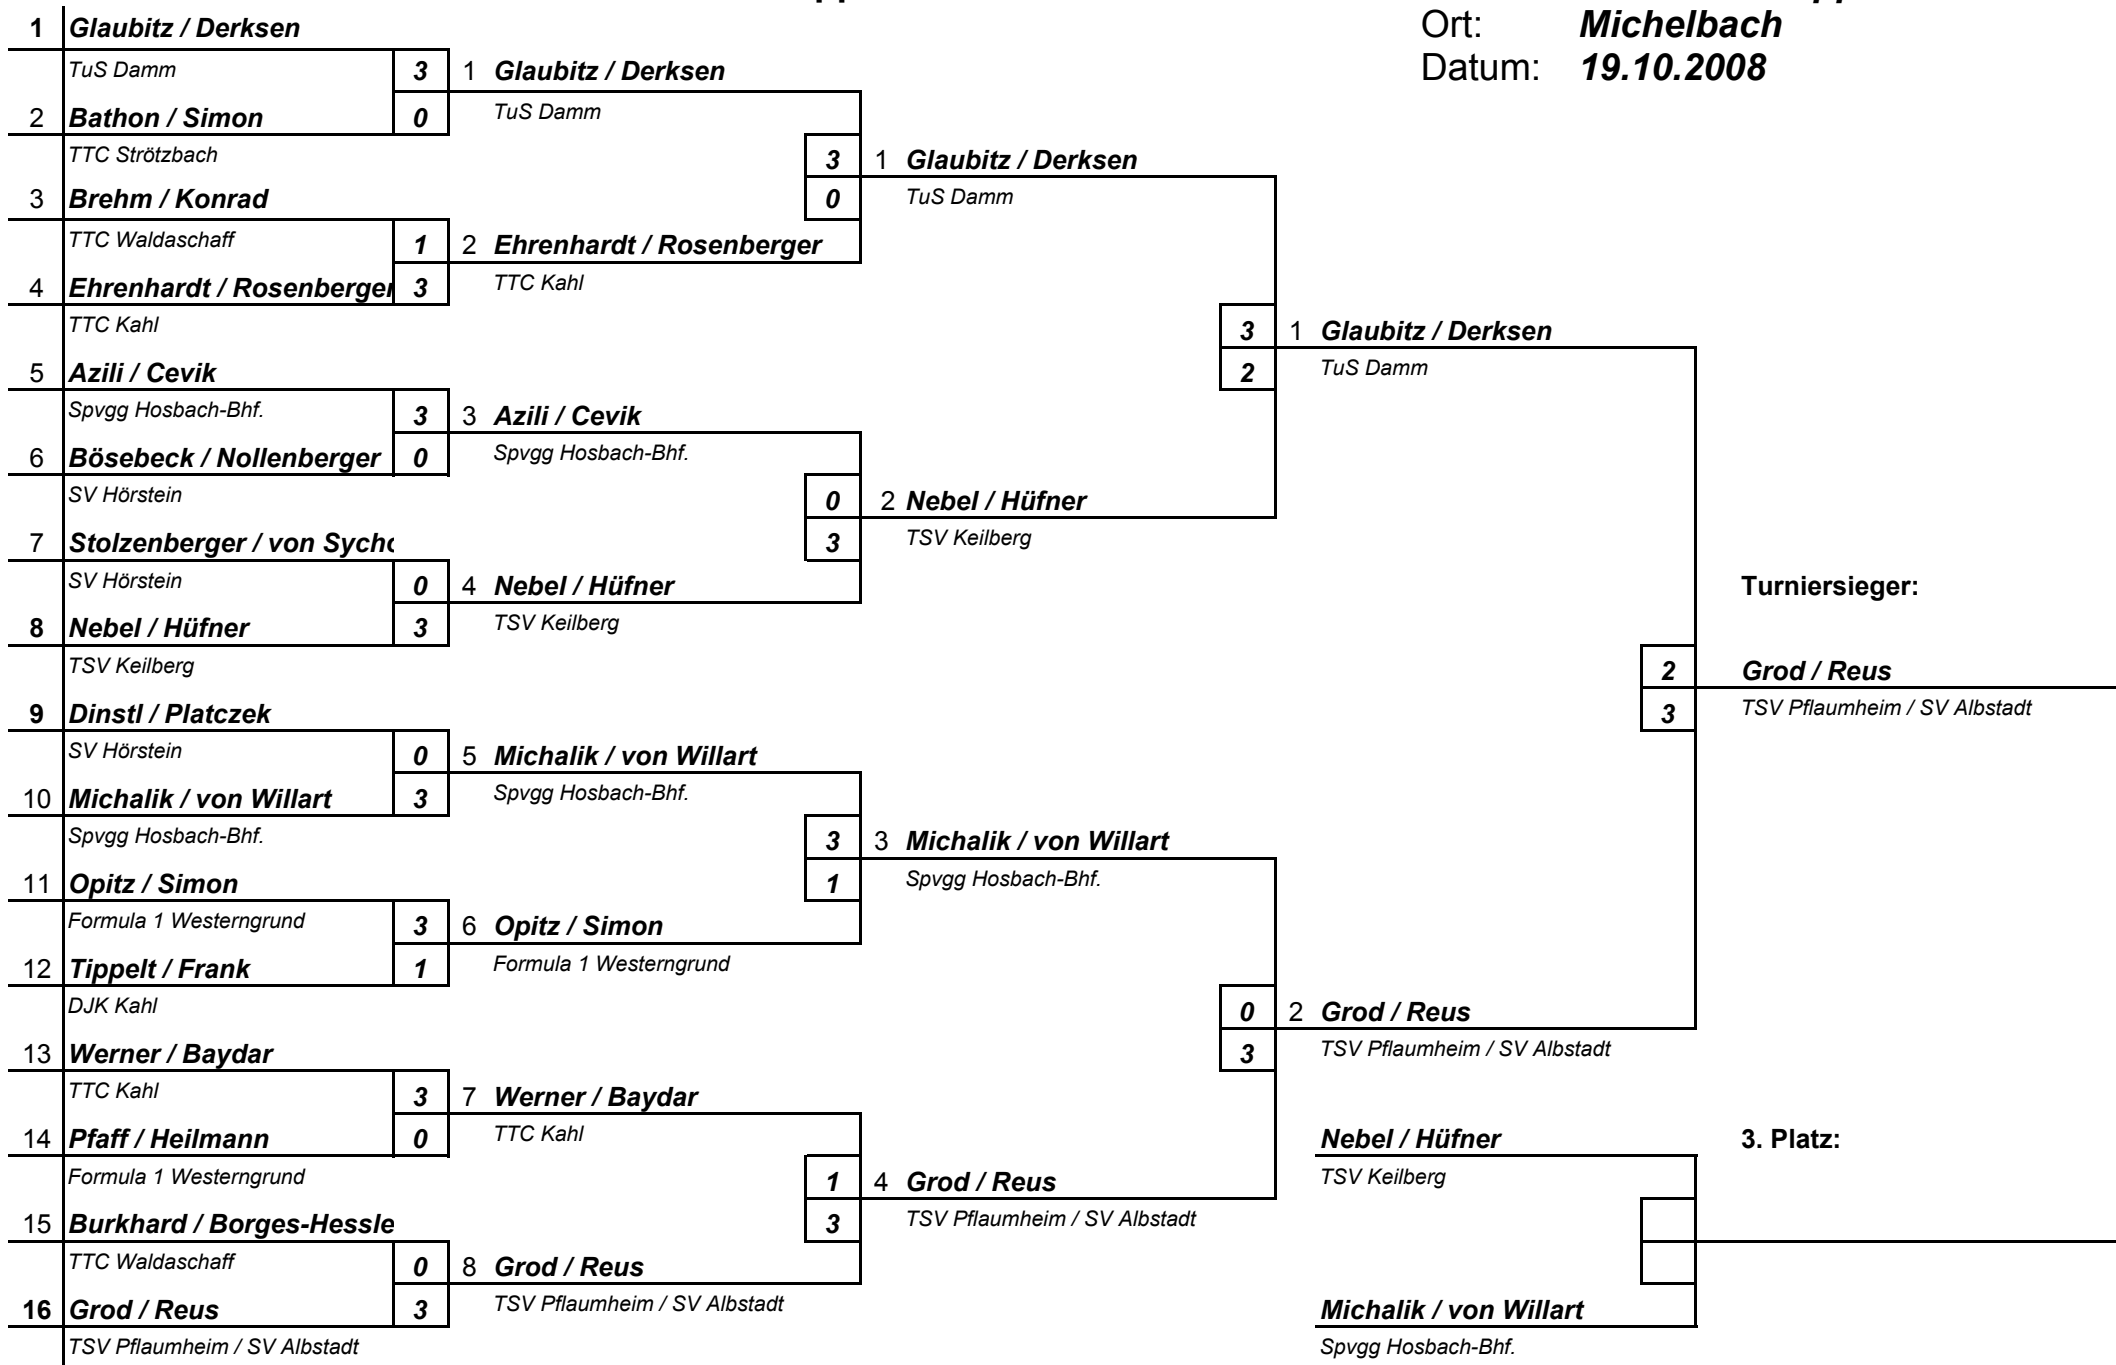 Ort: Michelbach
Datum: 19.10.2008
1 Glaubitz / Derksen
TuS Damm 3
2 Bathon / Simon 0
TTC Strötzbach
3 Brehm / Konrad
TTC Waldaschaff 1
4 Ehrenhardt / Rosenberger 3
TTC Kahl
5 Azili / Cevik
Spvgg Hosbach-Bhf. 3
6 Bösebeck / Nollenberger 0
SV Hörstein
7 Stolzenberger / von Sycho
SV Hörstein 0
8 Nebel / Hüfner 3
TSV Keilberg
9 Dinstl / Platczek
SV Hörstein 0
10 Michalik / von Willart 3
Spvgg Hosbach-Bhf.
11 Opitz / Simon
Formula 1 Westerngrund 3
12 Tippelt / Frank 1
DJK Kahl
13 Werner / Baydar
TTC Kahl 3
14 Pfaff / Heilmann 0
Formula 1 Westerngrund
15 Burkhard / Borges-Hessle
TTC Waldaschaff 0
16 Grod / Reus 3
TSV Pflaumheim / SV Albstadt
1 Glaubitz / Derksen
TuS Damm
3
0
2 Ehrenhardt / Rosenberger
TTC Kahl
3 Azili / Cevik
Spvgg Hosbach-Bhf.
0
3
4 Nebel / Hüfner
TSV Keilberg
5 Michalik / von Willart
Spvgg Hosbach-Bhf.
3
1
6 Opitz / Simon
Formula 1 Westerngrund
7 Werner / Baydar
TTC Kahl
1
3
8 Grod / Reus
TSV Pflaumheim / SV Albstadt
1 Glaubitz / Derksen
TuS Damm
3
2
2 Nebel / Hüfner
TSV Keilberg
3 Michalik / von Willart
Spvgg Hosbach-Bhf.
0
3
4 Grod / Reus
TSV Pflaumheim / SV Albstadt
1 Glaubitz / Derksen
TuS Damm
2
3
2 Grod / Reus
TSV Pflaumheim / SV Albstadt
Turniersieger:
Grod / Reus
TSV Pflaumheim / SV Albstadt
Nebel / Hüfner
TSV Keilberg
3. Platz:
Michalik / von Willart
Spvgg Hosbach-Bhf.